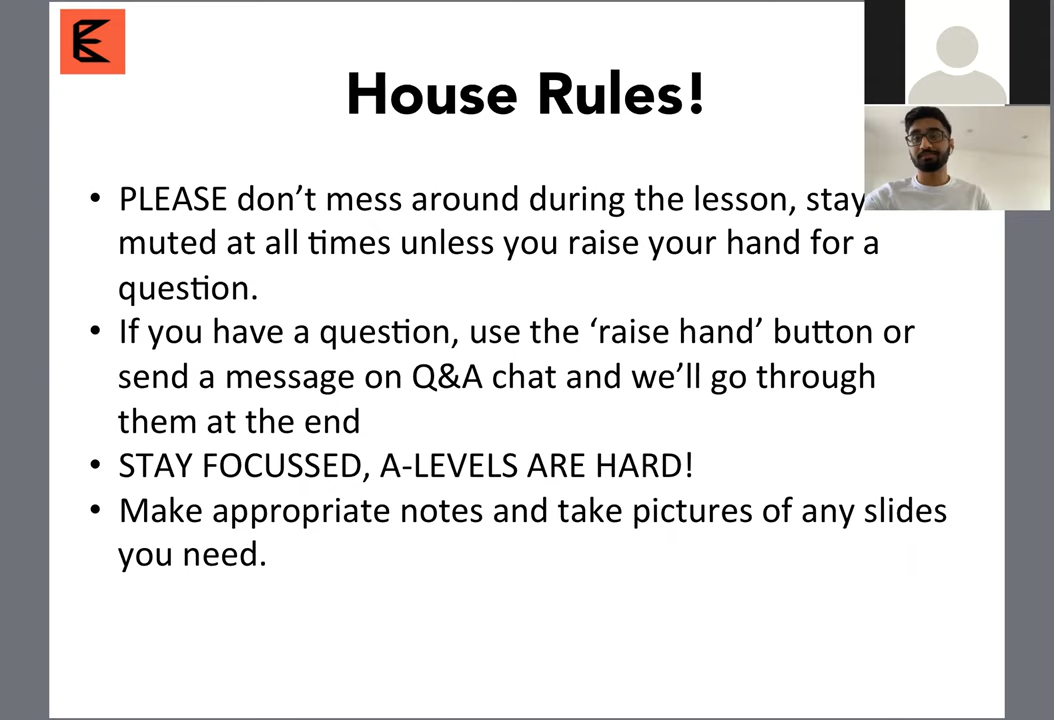 House Rules!
• PLEASE don’t mess around during the lesson, stay
muted at all times unless you raise your hand for a
question.
• If you have a question, use the ‘raise hand’ button or
send a message on Q&A chat and we’ll go through
them at the end
• STAY FOCUSSED, A-LEVELS ARE HARD!
• Make appropriate notes and take pictures of any slides
you need.